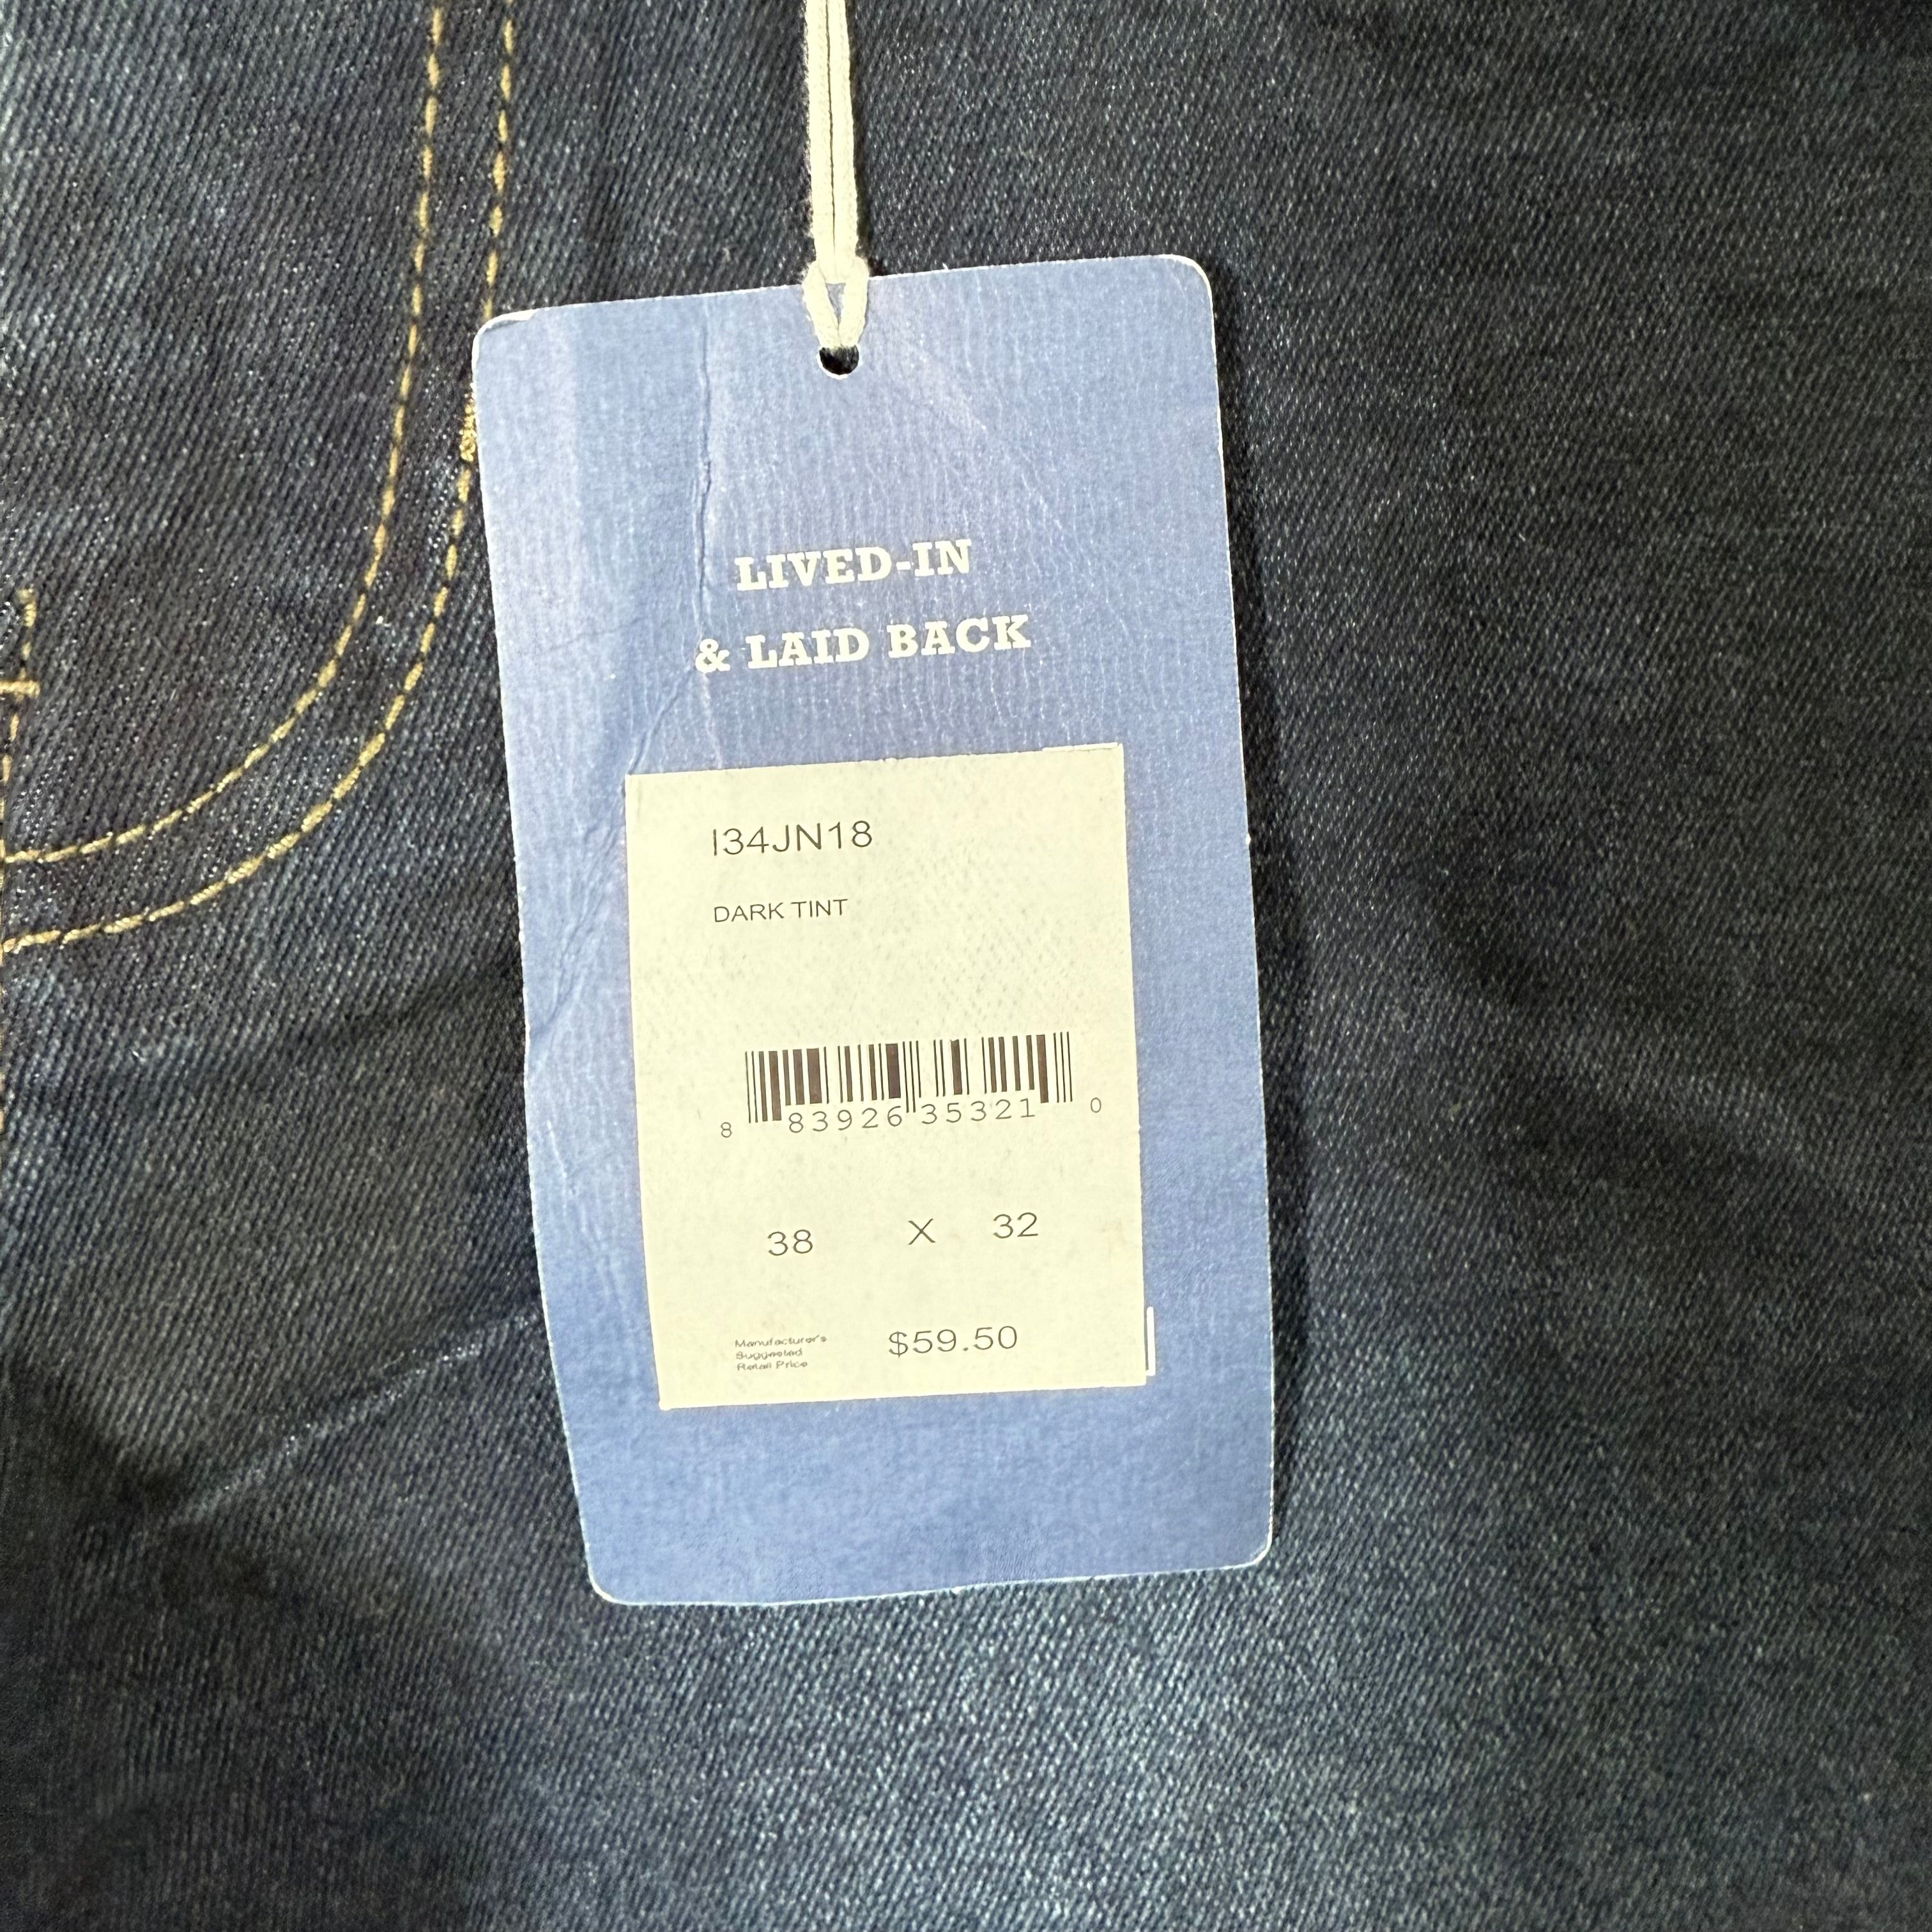 LIVED-IN
& LAID BACK
I34JN18
DARK TINT
8 83926 35321 0
38 X 32
Manufacturer's
Suggested
Retail Price
$59.50